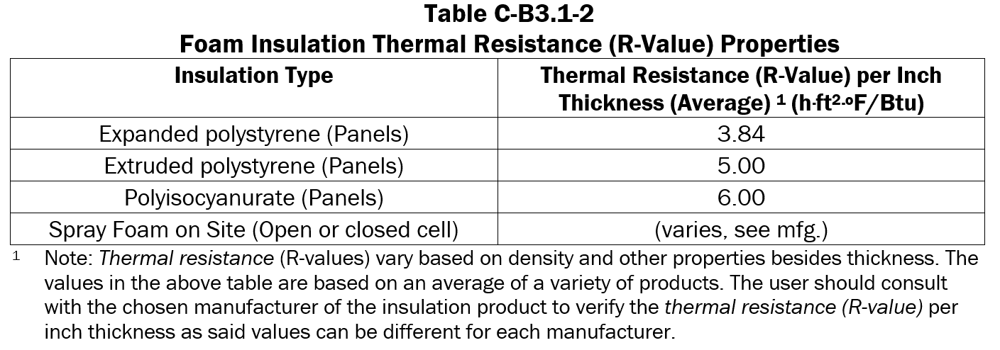 Table C-B3.1-2
Foam Insulation Thermal Resistance (R-Value) Properties
Insulation Type
Thermal Resistance (R-Value) per Inch
Thickness (Average) ¹ (h·ft²·ºF/Btu)
Expanded polystyrene (Panels)
3.84
Extruded polystyrene (Panels)
5.00
Polyisocyanurate (Panels)
6.00
Spray Foam on Site (Open or closed cell)
(varies, see mfg.)
¹ Note: Thermal resistance (R-values) vary based on density and other properties besides thickness. The
values in the above table are based on an average of a variety of products. The user should consult
with the chosen manufacturer of the insulation product to verify the thermal resistance (R-value) per
inch thickness as said values can be different for each manufacturer.